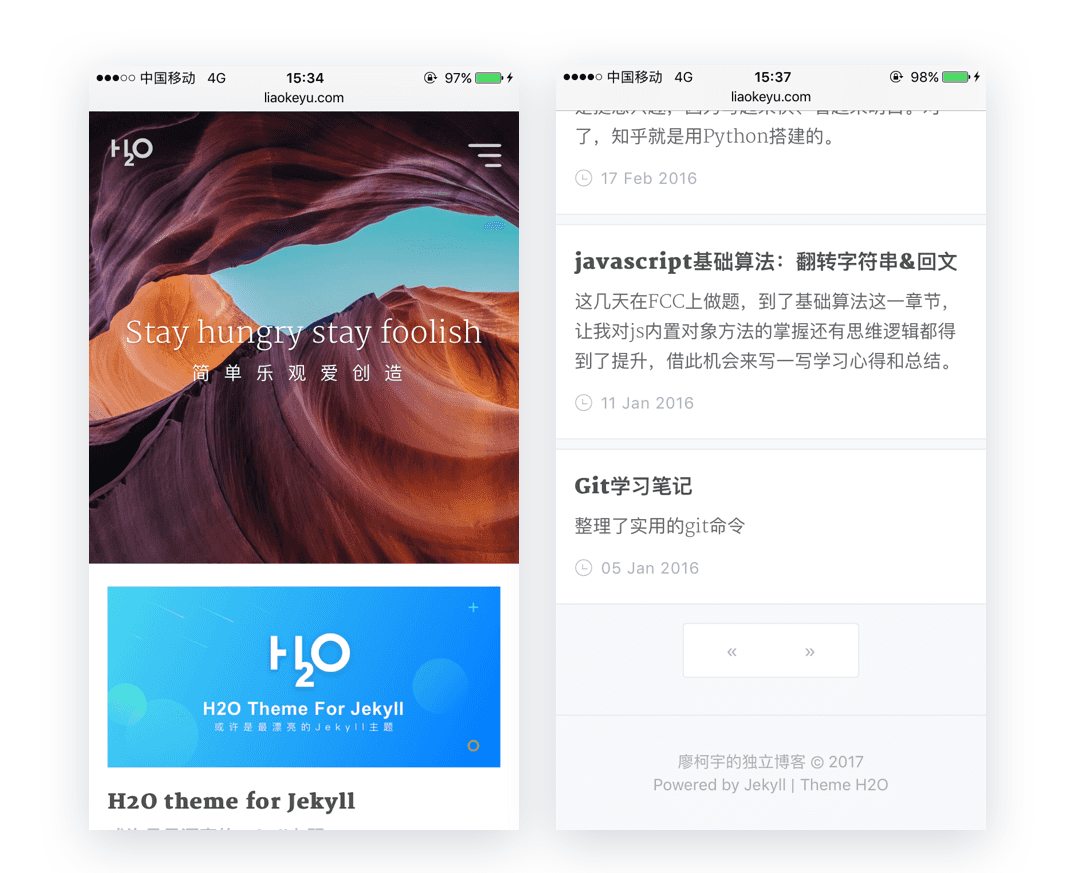 中国移动 4G 15:34 97%
liaokeyu.com
H2O
Stay hungry stay foolish
简单乐观爱创造
H2O
H2O Theme For Jekyll
或许是最漂亮的Jekyll主题
H2O theme for Jekyll
中国移动 4G 15:37 98%
liaokeyu.com
了，知乎就是用Python搭建的。
17 Feb 2016
javascript基础算法：翻转字符串&回文
这几天在FCC上做题，到了基础算法这一章节，
让我对js内置对象方法的掌握还有思维逻辑都得
到了提升，借此机会来写一写学习心得和总结。
11 Jan 2016
Git学习笔记
整理了实用的git命令
05 Jan 2016
« »
廖柯宇的独立博客 © 2017
Powered by Jekyll | Theme H2O